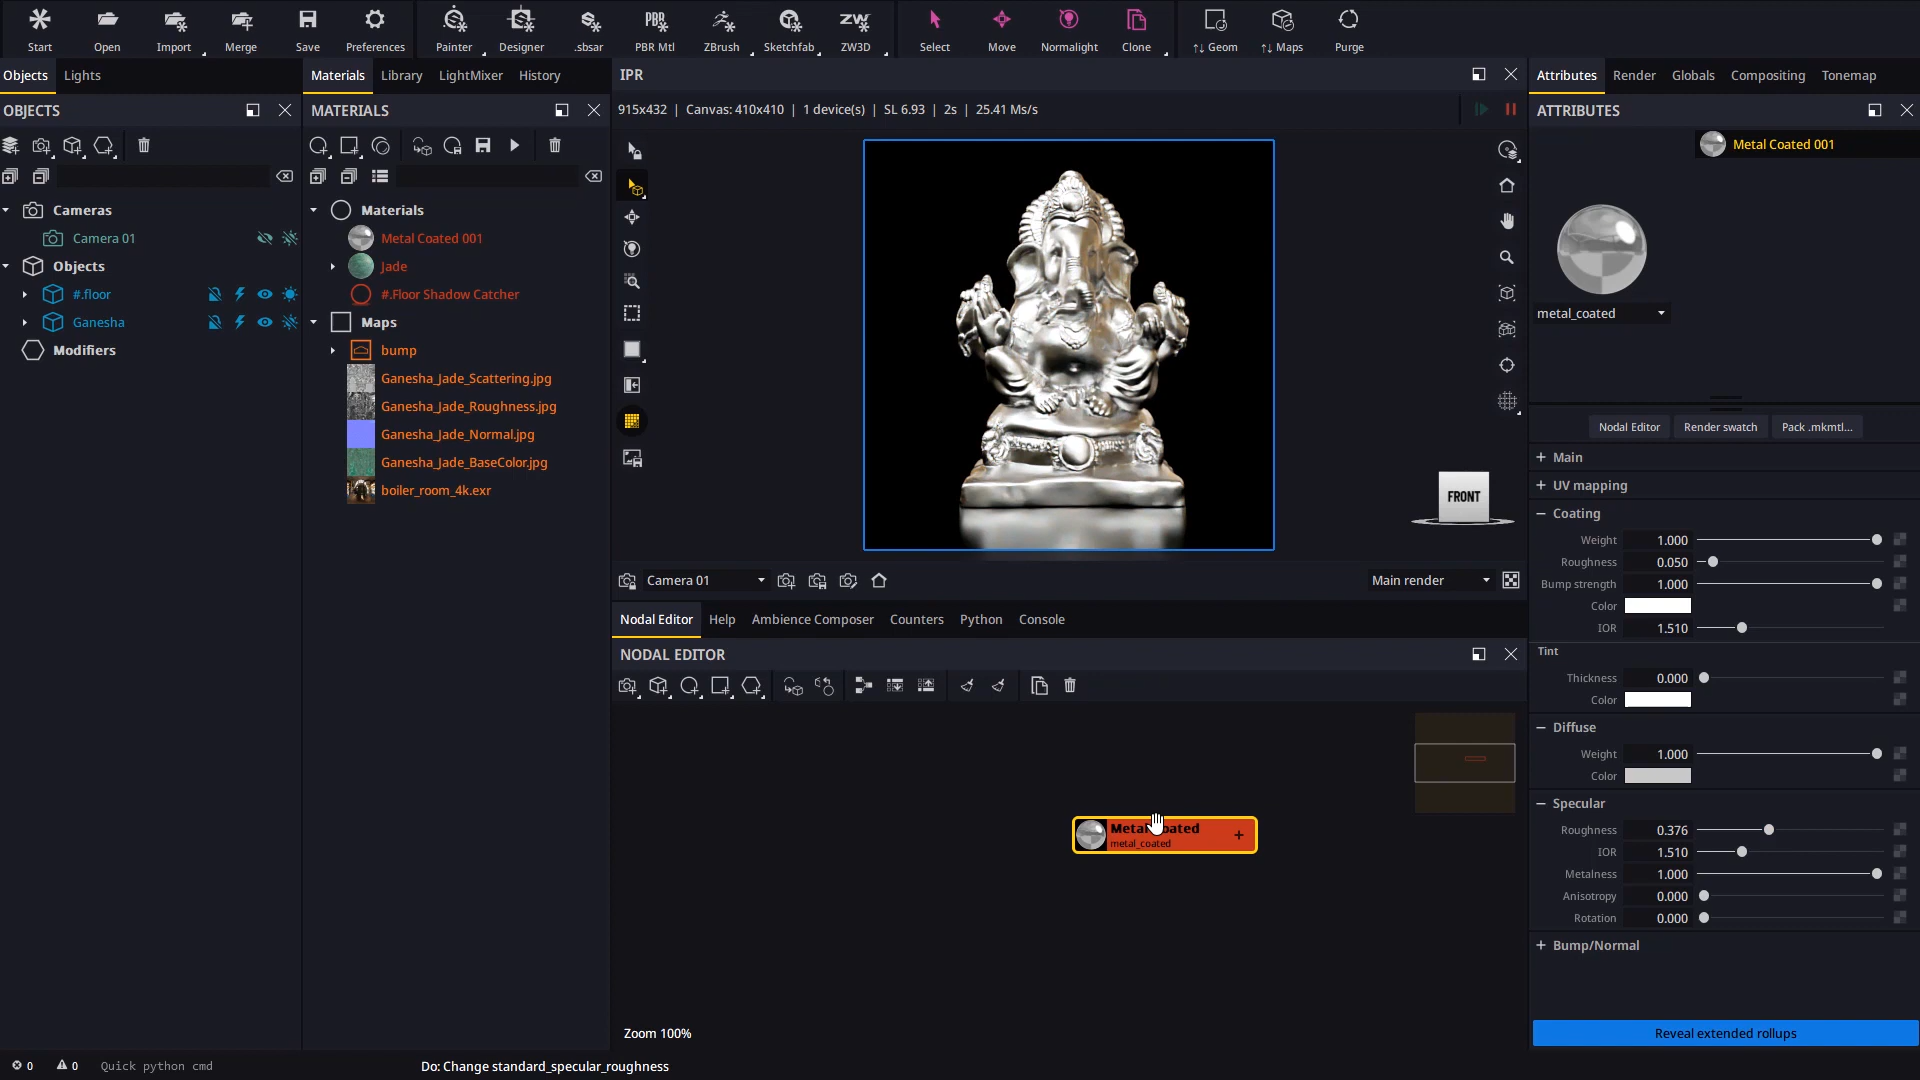 Start Open Import Merge Save Preferences Painter Designer .sbsar PBR Mtl ZBrush Sketchfab ZW3D Select Move Normalight Clone ↑↓ Geom ↑↓ Maps Purge
PBR ZW
Objects Lights
OBJECTS
Cameras
Camera 01
Objects
#.floor
Ganesha
Modifiers
Materials Library LightMixer History
MATERIALS
Materials
Metal Coated 001
Jade
#.Floor Shadow Catcher
Maps
bump
Ganesha_Jade_Scattering.jpg
Ganesha_Jade_Roughness.jpg
Ganesha_Jade_Normal.jpg
Ganesha_Jade_BaseColor.jpg
boiler_room_4k.exr
IPR
915x432 | Canvas: 410x410 | 1 device(s) | SL 6.93 | 2s | 25.41 Ms/s
FRONT
Camera 01
Main render
Nodal Editor Help Ambience Composer Counters Python Console
NODAL EDITOR
metal_coated
Zoom 100%
Attributes Render Globals Compositing Tonemap
ATTRIBUTES
Metal Coated 001
metal_coated
Nodal Editor Render swatch Pack .mkmtl...
+ Main
+ UV mapping
− Coating
Weight 1.000
Roughness 0.050
Bump strength 1.000
Color
IOR 1.510
Tint
Thickness 0.000
Color
− Diffuse
Weight 1.000
Color
− Specular
Roughness 0.376
IOR 1.510
Metalness 1.000
Anisotropy 0.000
Rotation 0.000
+ Bump/Normal
Reveal extended rollups
0 0 Quick python cmd Do: Change standard_specular_roughness